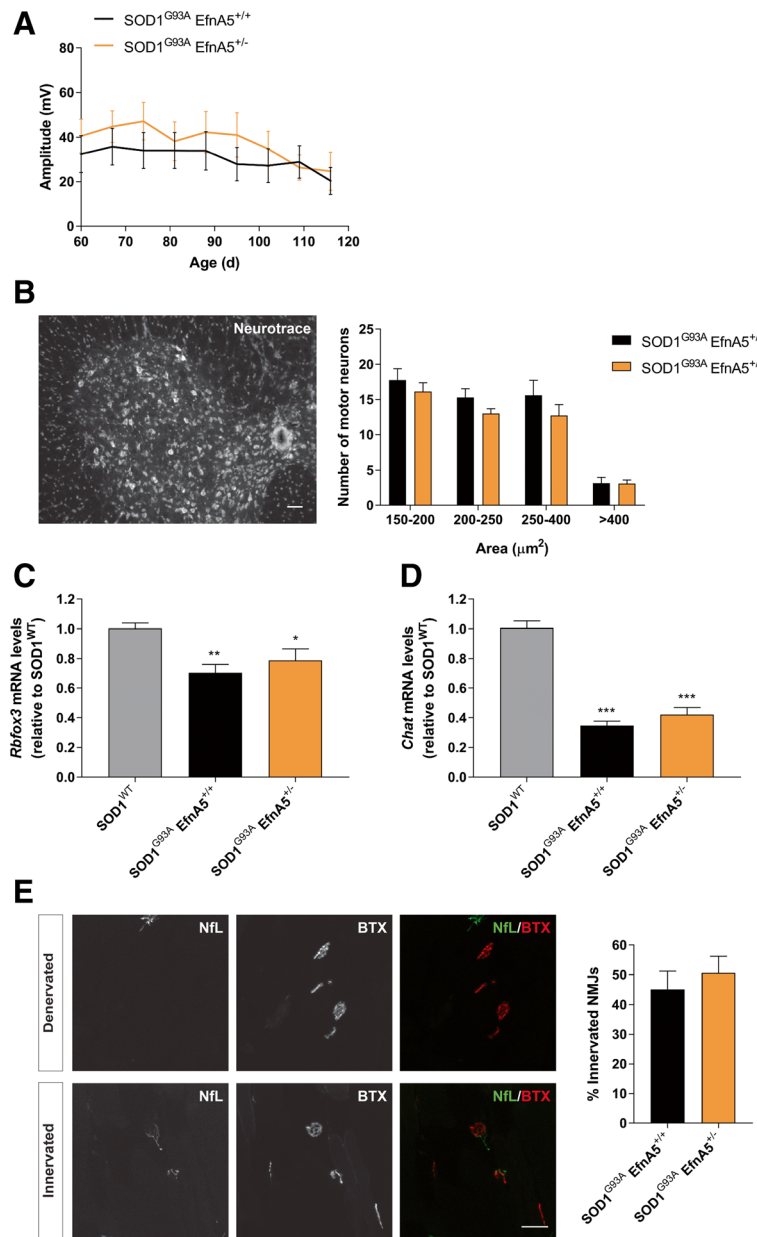 A
SOD1G93A EfnA5+/+
SOD1G93A EfnA5+/-
Amplitude (mV)
80
60
40
20
0
60 70 80 90 100 110 120
Age (d)
B
Neurotrace
Number of motor neurons
25
20
15
10
5
0
150-200 200-250 250-400 >400
Area (μm2)
SOD1G93A EfnA5+/
SOD1G93A EfnA5+/
C
Rbfox3 mRNA levels
(relative to SOD1WT)
1.2
1.0
0.8
0.6
0.4
0.2
0.0
**
*
SOD1WT
SOD1G93A EfnA5+/+
SOD1G93A EfnA5+/-
D
Chat mRNA levels
(relative to SOD1WT)
1.2
1.0
0.8
0.6
0.4
0.2
0.0
***
***
SOD1WT
SOD1G93A EfnA5+/+
SOD1G93A EfnA5+/-
E
Denervated
NfL
BTX
NfL/BTX
Innervated
NfL
BTX
NfL/BTX
% Innervated NMJs
60
50
40
30
20
10
0
SOD1G93A EfnA5+/+
SOD1G93A EfnA5+/-